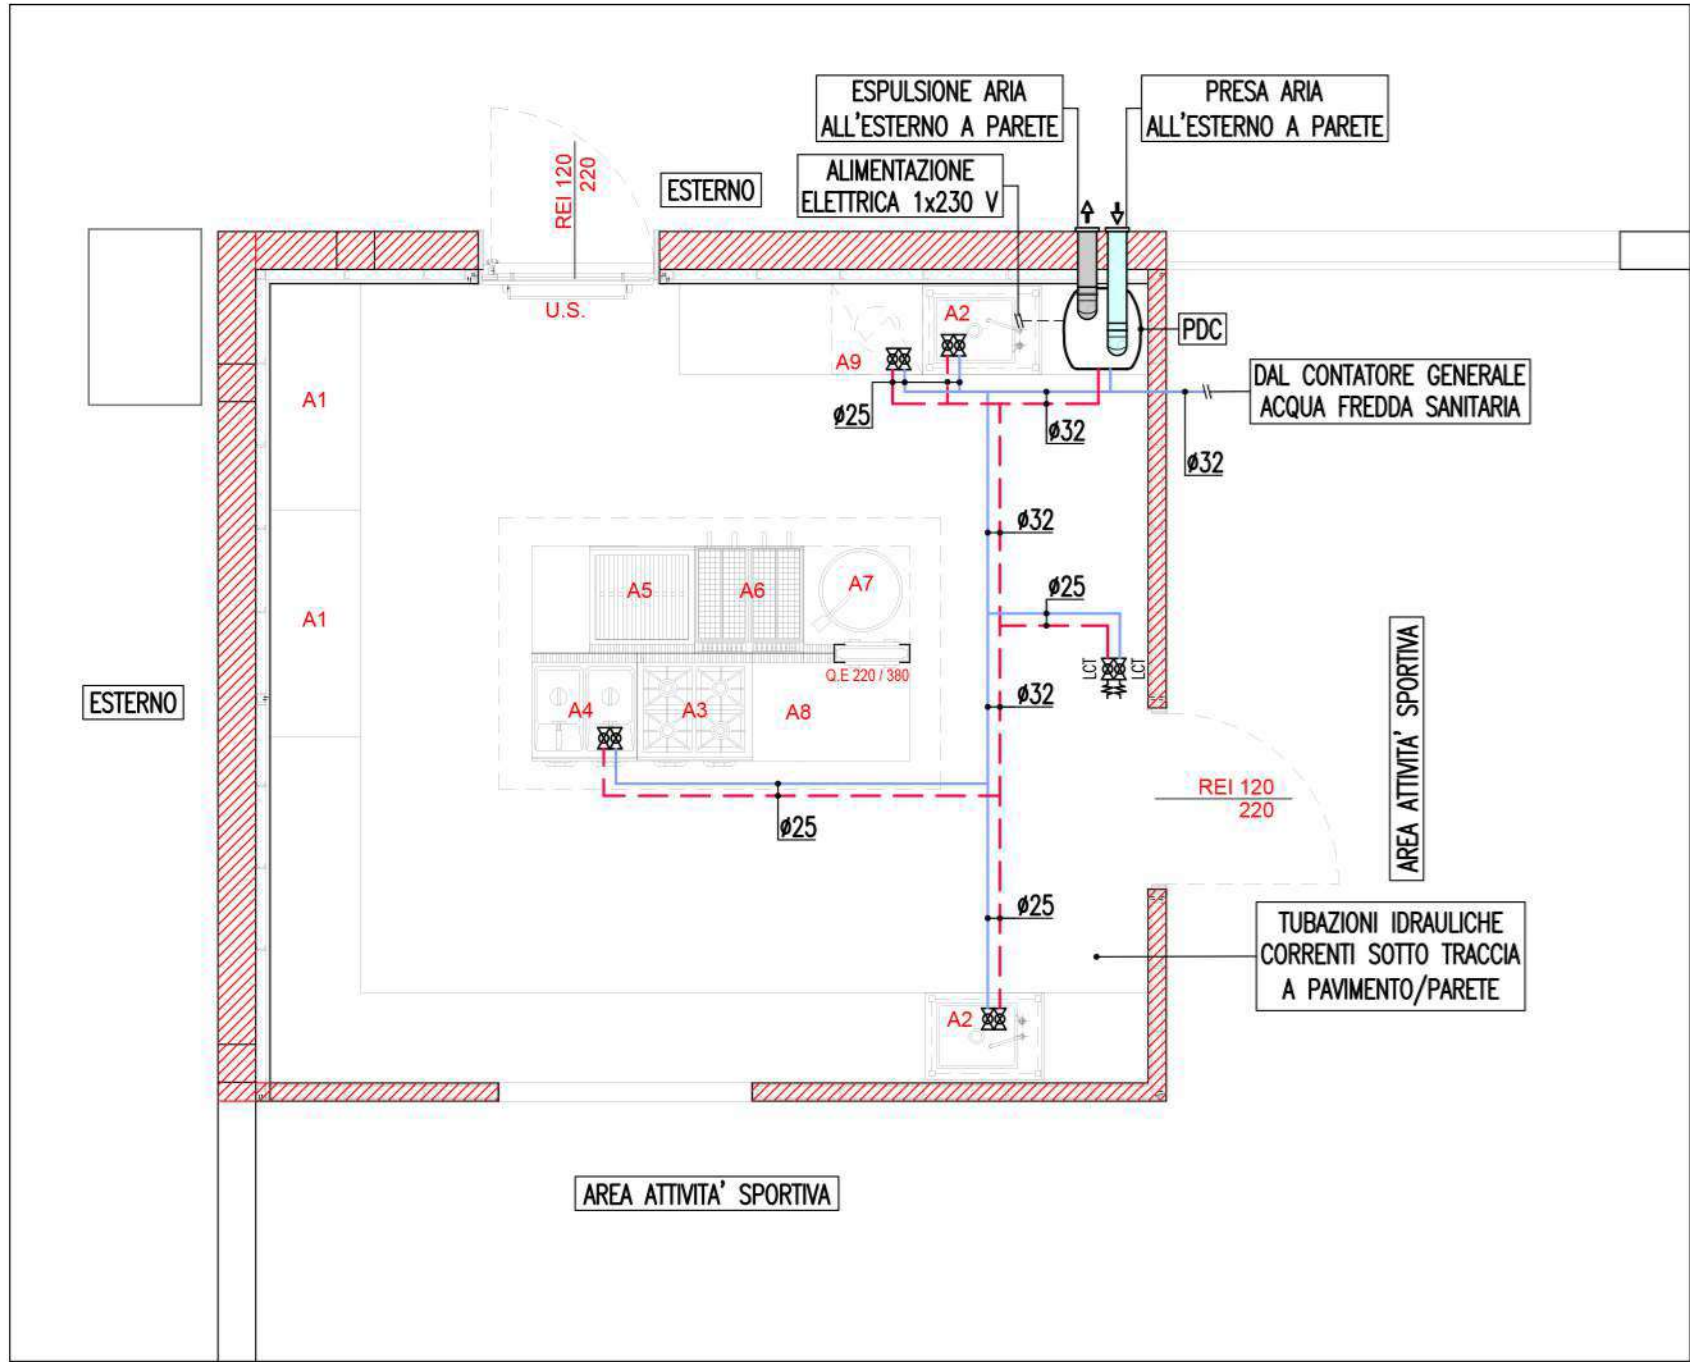 ESPULSIONE ARIA
ALL'ESTERNO A PARETE
PRESA ARIA
ALL'ESTERNO A PARETE
REI 120
220
ESTERNO
ALIMENTAZIONE
ELETTRICA 1x230 V
U.S.
A2
PDC
A9
A1
DAL CONTATORE GENERALE
ACQUA FREDDA SANITARIA
ø25
ø32
ø32
ø32
A5
A6
A7
ø25
A1
LCT
LCT
Q.E 220 / 380
AREA ATTIVITA' SPORTIVA
ESTERNO
A4
A3
A8
ø32
REI 120
220
ø25
ø25
TUBAZIONI IDRAULICHE
CORRENTI SOTTO TRACCIA
A PAVIMENTO/PARETE
A2
AREA ATTIVITA' SPORTIVA